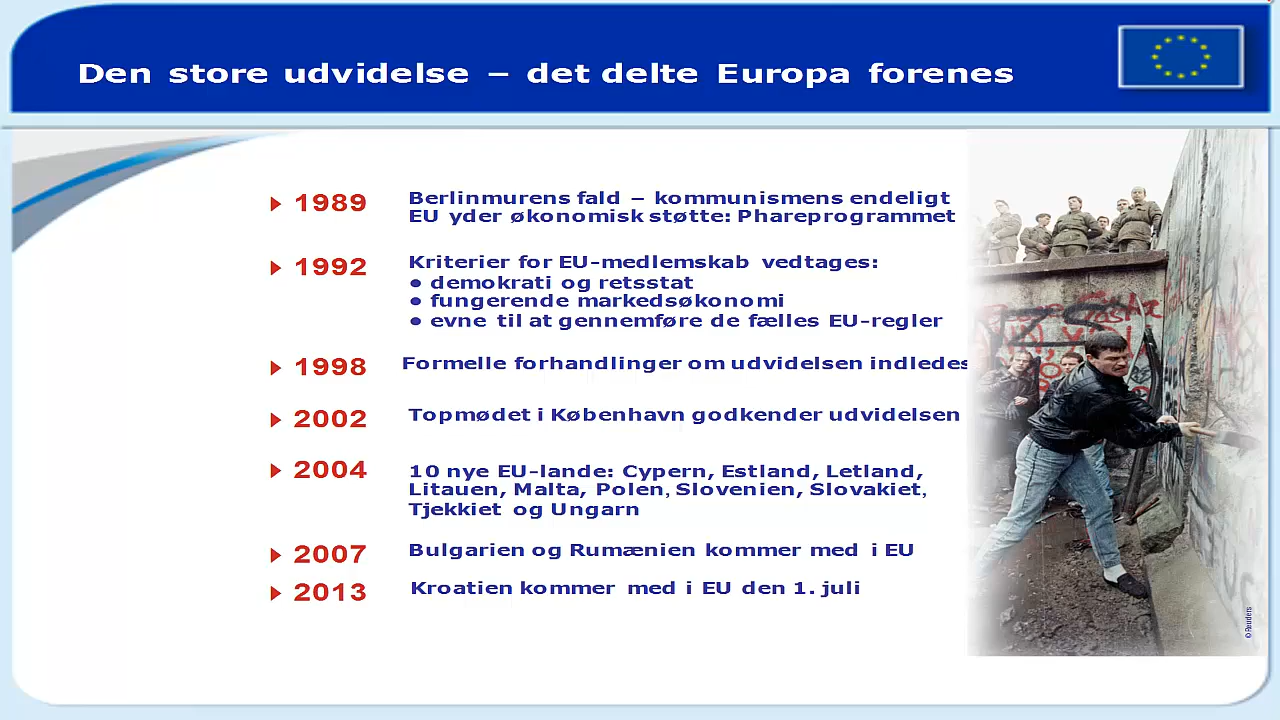 Den store udvidelse – det delte Europa forenes
1989 Berlinmurens fald – kommunismens endeligt
EU yder økonomisk støtte: Phareprogrammet
1992 Kriterier for EU-medlemskab vedtages:
● demokrati og retsstat
● fungerende markedsøkonomi
● evne til at gennemføre de fælles EU-regler
1998 Formelle forhandlinger om udvidelsen indledes
2002 Topmødet i København godkender udvidelsen
2004 10 nye EU-lande: Cypern, Estland, Letland,
Litauen, Malta, Polen, Slovenien, Slovakiet,
Tjekkiet og Ungarn
2007 Bulgarien og Rumænien kommer med i EU
2013 Kroatien kommer med i EU den 1. juli
© Reuters